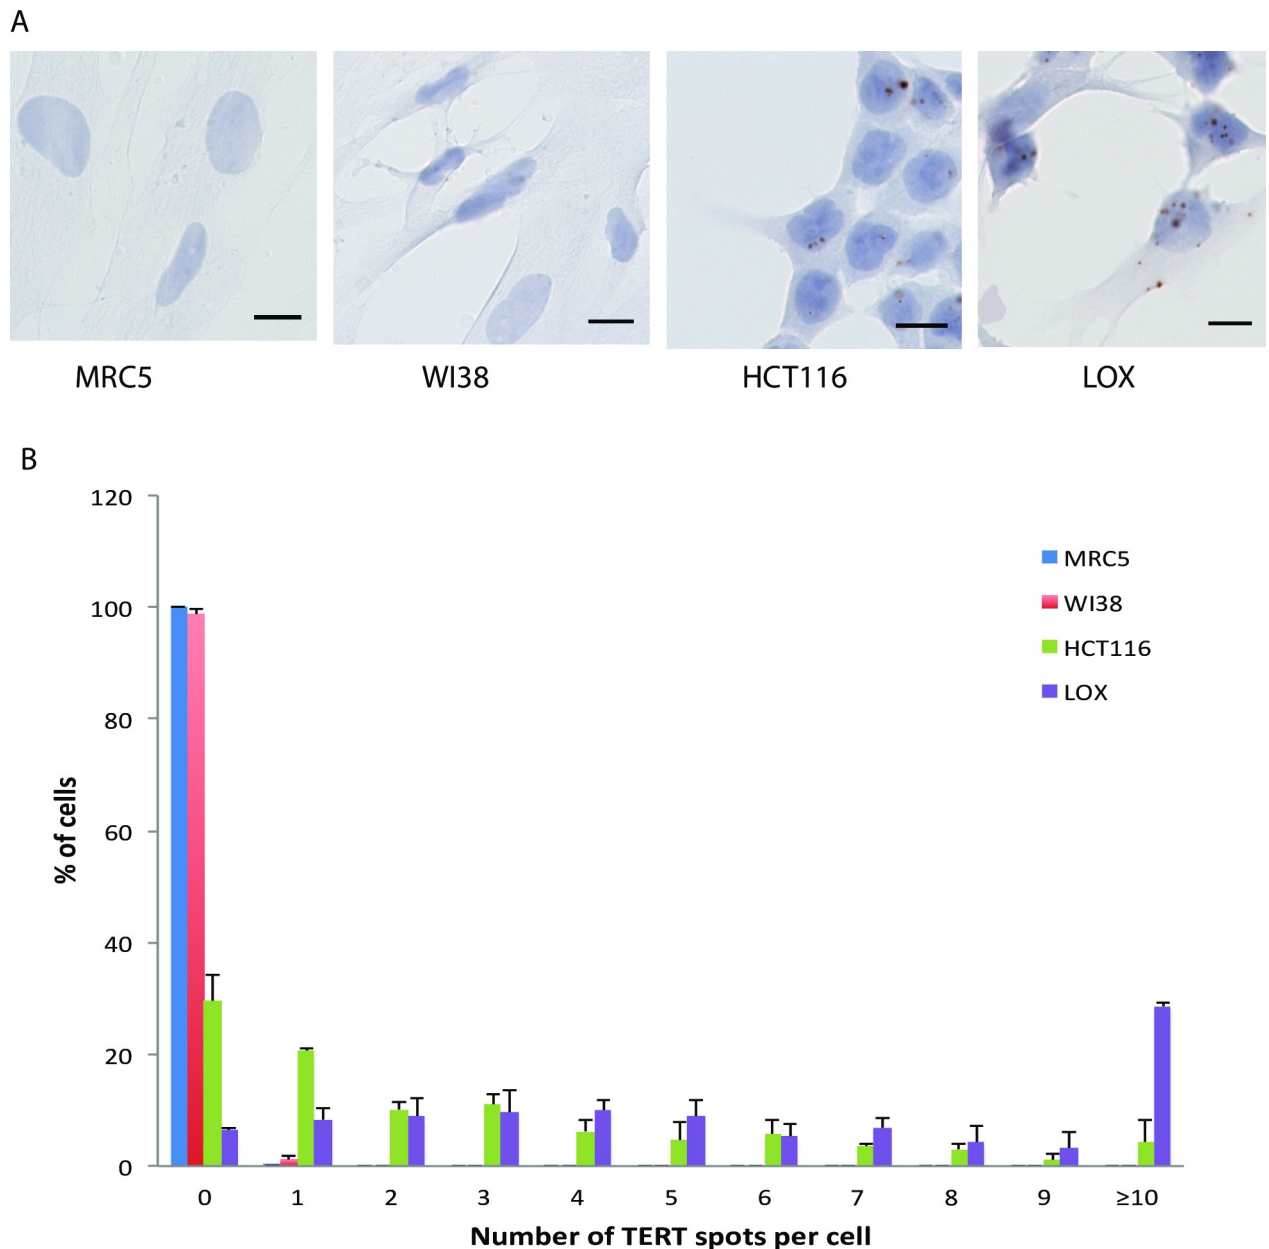 A
MRC5
WI38
HCT116
LOX
B
120
100
80
60
40
20
0
% of cells
MRC5
WI38
HCT116
LOX
0 1 2 3 4 5 6 7 8 9 ≥10
Number of TERT spots per cell